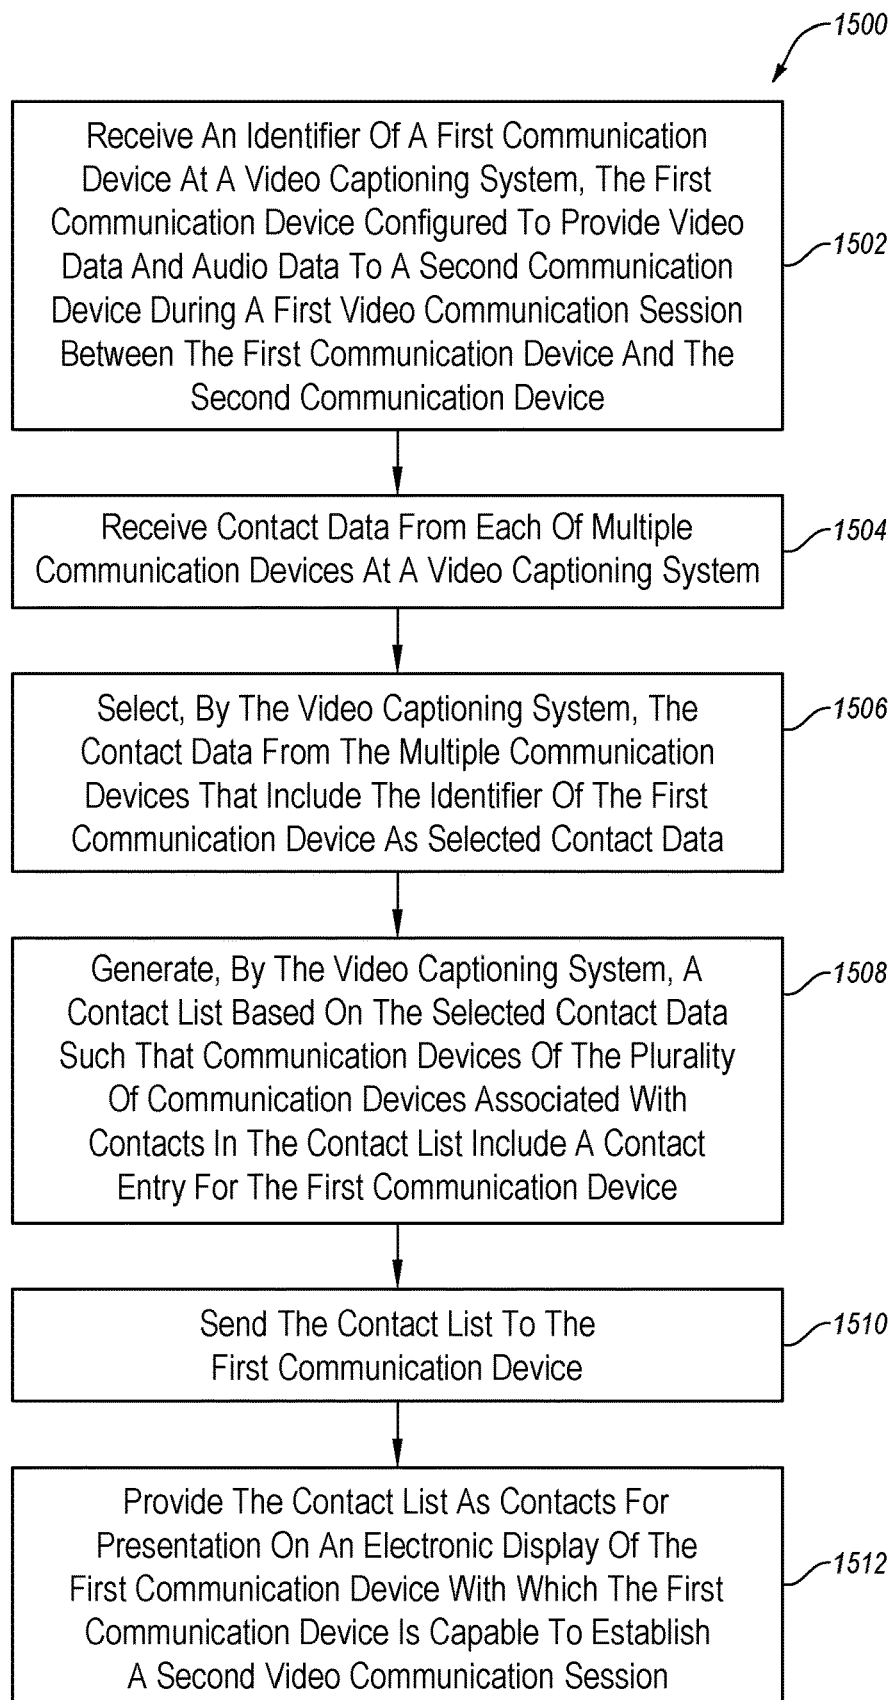 1500
Receive An Identifier Of A First Communication
Device At A Video Captioning System, The First
Communication Device Configured To Provide Video
Data And Audio Data To A Second Communication
Device During A First Video Communication Session
Between The First Communication Device And The
Second Communication Device
1502
Receive Contact Data From Each Of Multiple
Communication Devices At A Video Captioning System
1504
Select, By The Video Captioning System, The
Contact Data From The Multiple Communication
Devices That Include The Identifier Of The First
Communication Device As Selected Contact Data
1506
Generate, By The Video Captioning System, A
Contact List Based On The Selected Contact Data
Such That Communication Devices Of The Plurality
Of Communication Devices Associated With
Contacts In The Contact List Include A Contact
Entry For The First Communication Device
1508
Send The Contact List To The
First Communication Device
1510
Provide The Contact List As Contacts For
Presentation On An Electronic Display Of The
First Communication Device With Which The First
Communication Device Is Capable To Establish
A Second Video Communication Session
1512